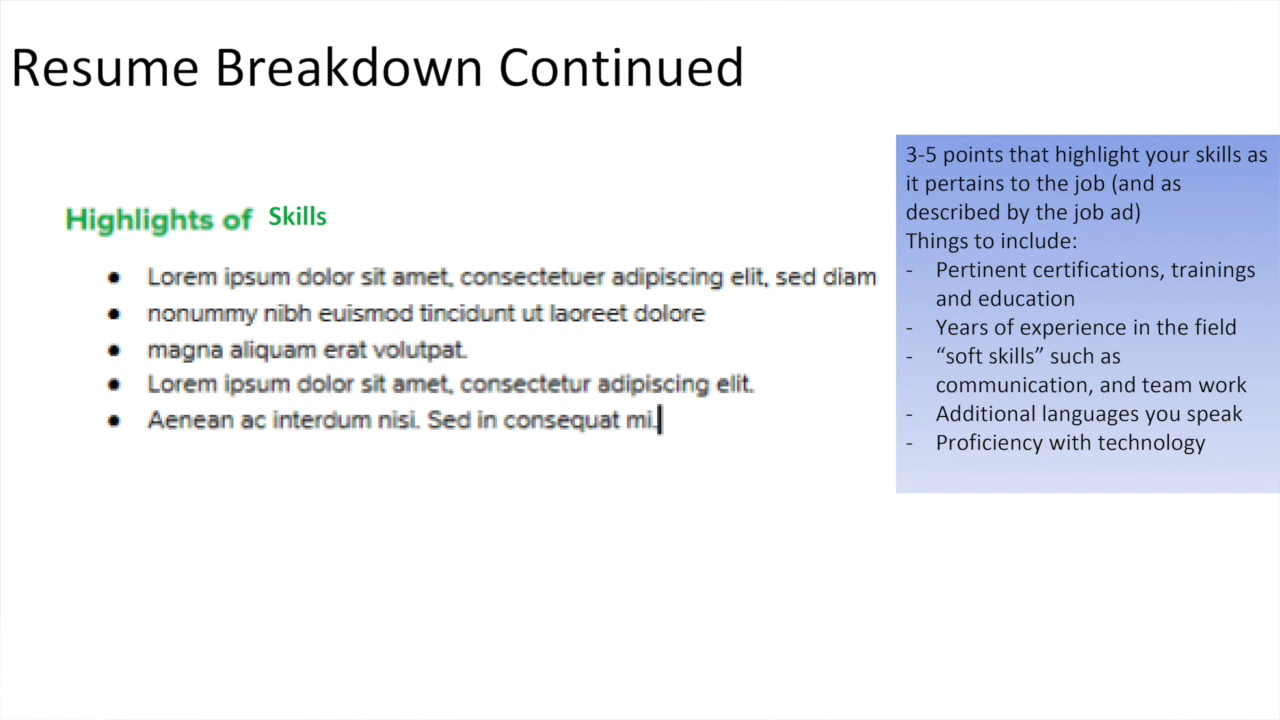 Resume Breakdown Continued
Highlights of Skills
● Lorem ipsum dolor sit amet, consectetuer adipiscing elit, sed diam
● nonummy nibh euismod tincidunt ut laoreet dolore
● magna aliquam erat volutpat.
● Lorem ipsum dolor sit amet, consectetur adipiscing elit.
● Aenean ac interdum nisi. Sed in consequat mi.
3-5 points that highlight your skills as
it pertains to the job (and as
described by the job ad)
Things to include:
- Pertinent certifications, trainings
and education
- Years of experience in the field
- “soft skills” such as
communication, and team work
- Additional languages you speak
- Proficiency with technology